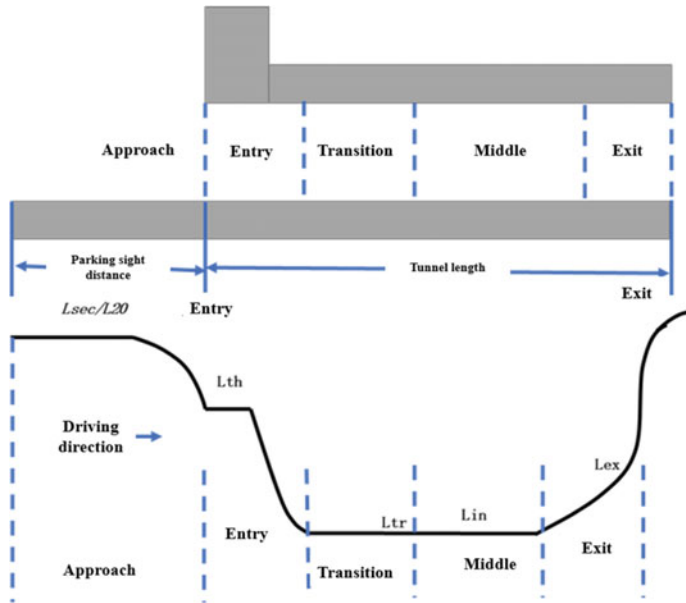 Approach
Entry
Transition
Middle
Exit
Parking sight
distance
Tunnel length
Lsec/L20
Entry
Exit
Lth
Driving
direction
Lex
Ltr
Lin
Entry
Exit
Approach
Transition
Middle